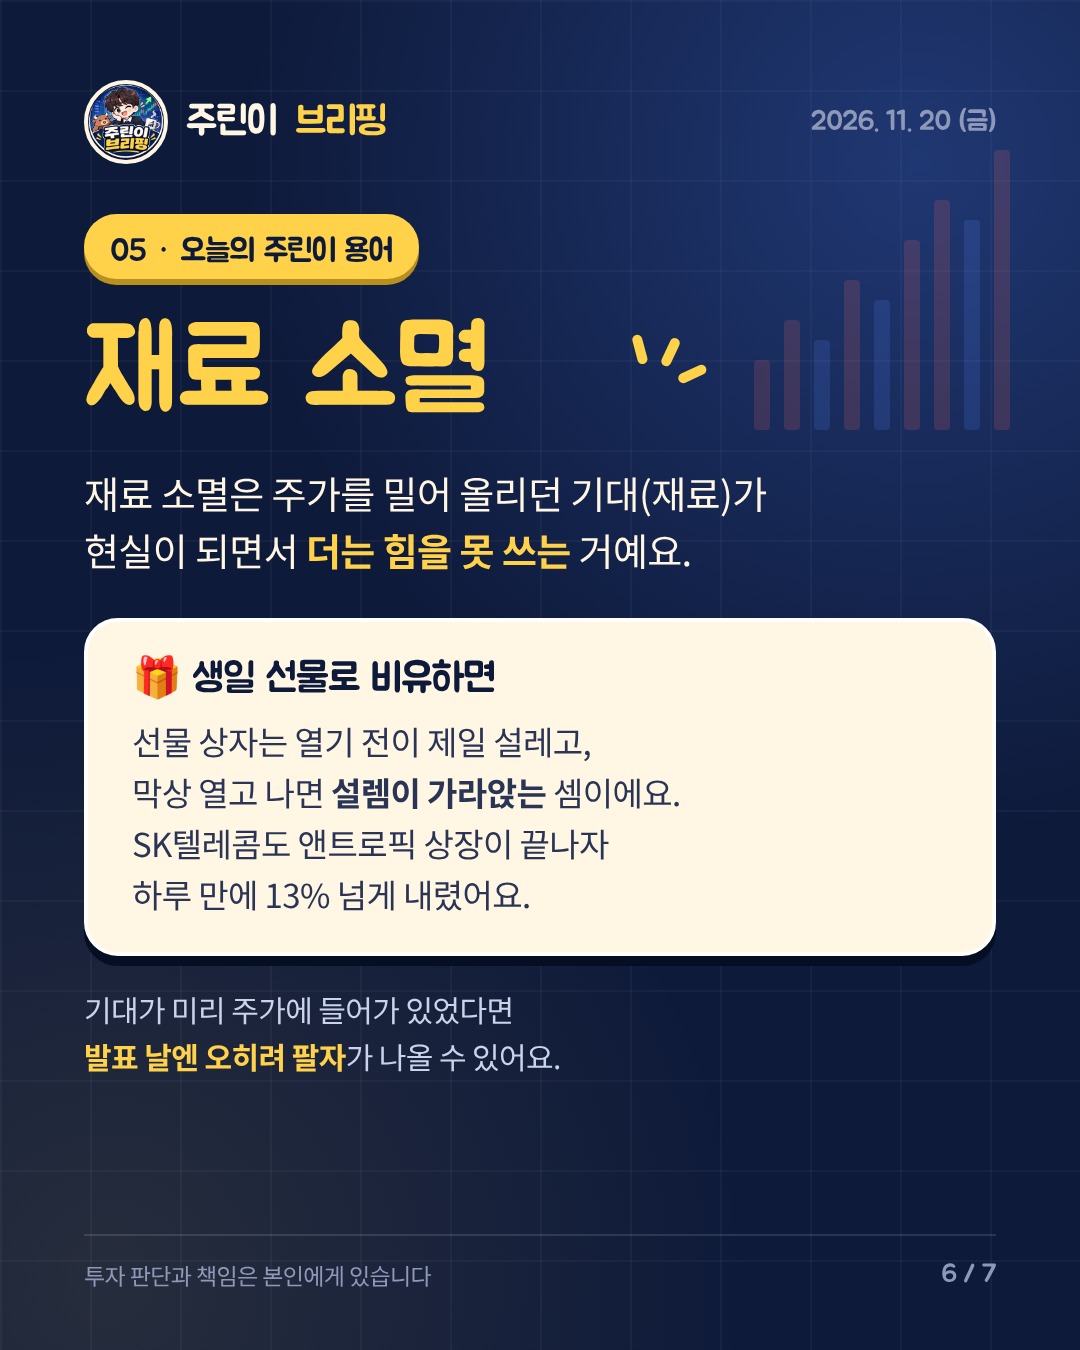 주린이 브리핑
주린이 브리핑
2026. 11. 20 (금)
05 · 오늘의 주린이 용어
재료 소멸
재료 소멸은 주가를 밀어 올리던 기대(재료)가
현실이 되면서 더는 힘을 못 쓰는 거예요.
🎁 생일 선물로 비유하면
선물 상자는 열기 전이 제일 설레고,
막상 열고 나면 설렘이 가라앉는 셈이에요.
SK텔레콤도 앤트로픽 상장이 끝나자
하루 만에 13% 넘게 내렸어요.
기대가 미리 주가에 들어가 있었다면
발표 날엔 오히려 팔자가 나올 수 있어요.
투자 판단과 책임은 본인에게 있습니다
6 / 7